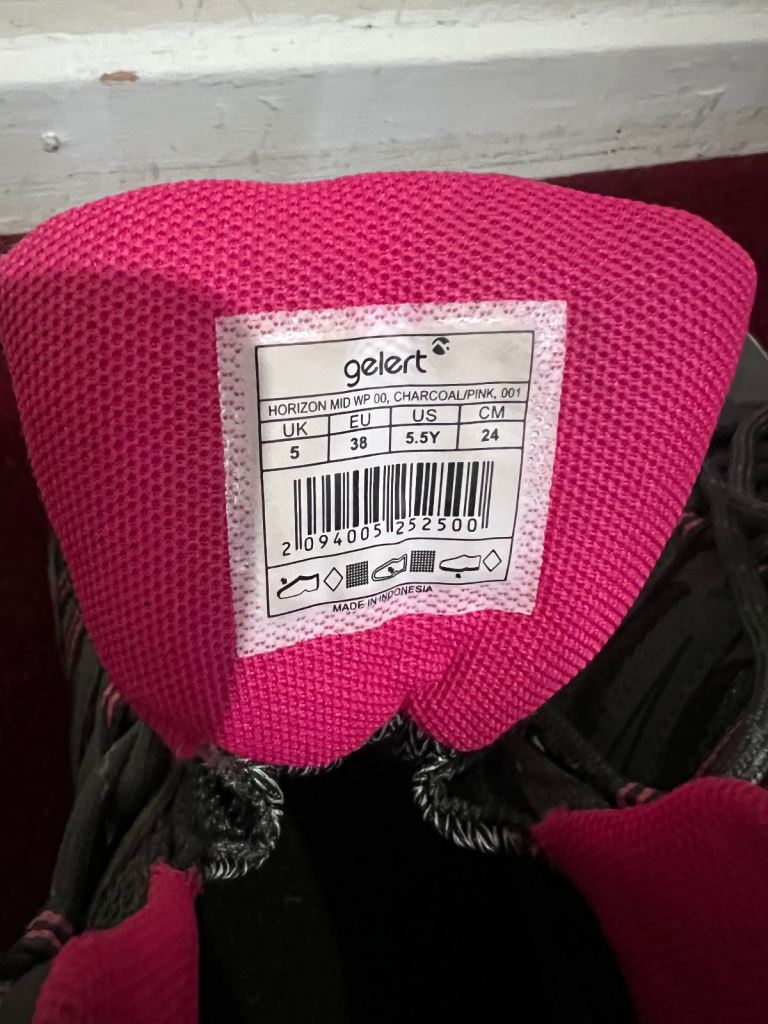 gelert
HORIZON MID WP 00, CHARCOAL/PINK, 001
UK EU US CM
5 38 5.5Y 24
2 094005 252500
MADE IN INDONESIA